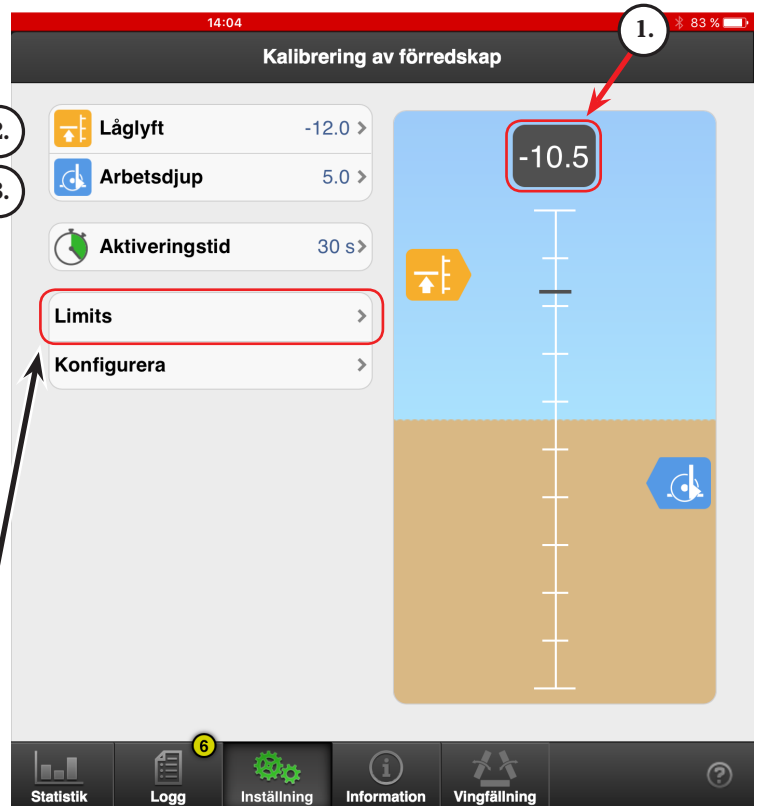 14:04
83 %
1.
Kalibrering av förredskap
2.
Låglyft -12.0
-10.5
3.
Arbetsdjup 5.0
Aktiveringstid 30 s
Limits
Konfigurera
6
Statistik Logg Inställning Information Vingfällning ?